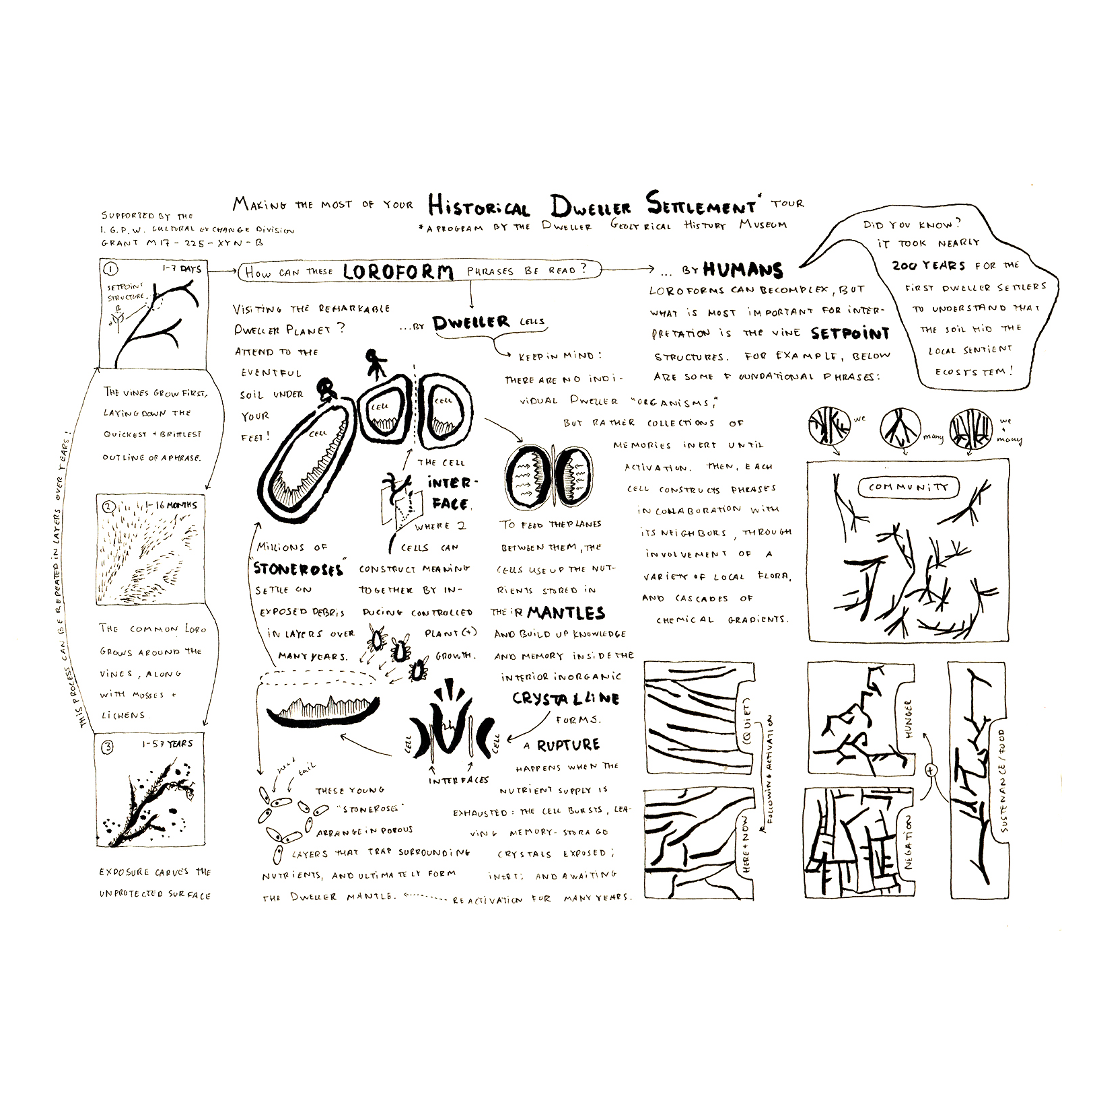 SUPPORTED BY THE
I.G.P.W. CULTURAL EXCHANGE DIVISION
GRANT M17-225-XYN-B
MAKING THE MOST OF YOUR HISTORICAL DWELLER SETTLEMENT* TOUR
*A PROGRAM BY THE DWELLER GEOLYRICAL HISTORY MUSEUM
DID YOU KNOW?
IT TOOK NEARLY
200 YEARS FOR THE
FIRST DWELLER SETTLERS
TO UNDERSTAND THAT
THE SOIL HID THE
LOCAL SENTIENT
ECOSYSTEM!
1
1-7 DAYS
SETPOINT
STRUCTURE
THE VINES GROW FIRST,
LAYING DOWN THE
QUICKEST + BRITTLEST
OUTLINE OF A PHRASE.
2
1-16 MONTHS
THE COMMON LORO
GROWS AROUND THE
VINES, ALONG
WITH MOSSES +
LICHENS
3
1-57 YEARS
EXPOSURE CARVES THE
UNPROTECTED SURFACE
THIS PROCESS CAN BE REPEATED IN LAYERS OVER YEARS!
HOW CAN THESE LOROFORM PHRASES BE READ?
VISITING THE REMARKABLE
DWELLER PLANET?
ATTEND TO THE
EVENTFUL
SOIL UNDER
YOUR
FEET!
...BY DWELLER CELLS
CELL
CELL
CELL
KEEP IN MIND:
THERE ARE NO INDI-
VIDUAL DWELLER "ORGANISMS,"
BUT RATHER COLLECTIONS OF
MEMORIES INERT UNTIL
ACTIVATION. THEN, EACH
CELL CONSTRUCTS PHRASES
IN COLLABORATION WITH
ITS NEIGHBORS, THROUGH
INVOLVEMENT OF A
VARIETY OF LOCAL FLORA,
AND CASCADES OF
CHEMICAL GRADIENTS.
THE CELL
INTER-
FACE,
WHERE 2
CELLS CAN
CONSTRUCT MEANING
TOGETHER BY IN-
DUCING CONTROLLED
PLANT(+)
GROWTH.
TO FEED THE PLANES
BETWEEN THEM, THE
CELLS USE UP THE NUT-
RIENTS STORED IN
THEIR MANTLES
AND BUILD UP KNOWLEDGE
AND MEMORY INSIDE THE
INTERIOR INORGANIC
CRYSTALLINE
FORMS.
A RUPTURE
HAPPENS WHEN THE
NUTRIENT SUPPLY IS
EXHAUSTED: THE CELL BURSTS, LEA-
VING MEMORY-STORAGO
CRYSTALS EXPOSED;
INERT; AND AWAITING
REACTIVATION FOR MANY YEARS.
CELL
CELL
INTERFACES
MILLIONS OF
"STONEROSES"
SETTLE ON
EXPOSED DEBRIS
IN LAYERS OVER
MANY YEARS.
HEAD
TAIL
THESE YOUNG
"STONEROSES"
ARRANGE IN POROUS
LAYERS THAT TRAP SURROUNDING
NUTRIENTS, AND ULTIMATELY FORM
THE DWELLER MANTLE.
... BY HUMANS
LOROFORMS CAN BE COMPLEX, BUT
WHAT IS MOST IMPORTANT FOR INTER-
PRETATION IS THE VINE SETPOINT
STRUCTURES. FOR EXAMPLE, BELOW
ARE SOME FOUNDATIONAL PHRASES:
we
many
we
+
many
COMMUNITY
(QUIET)
FOLLOWING ACTIVATION
HERE + NOW
HUNGER
+
NEGATION
SUSTENANCE / FOOD